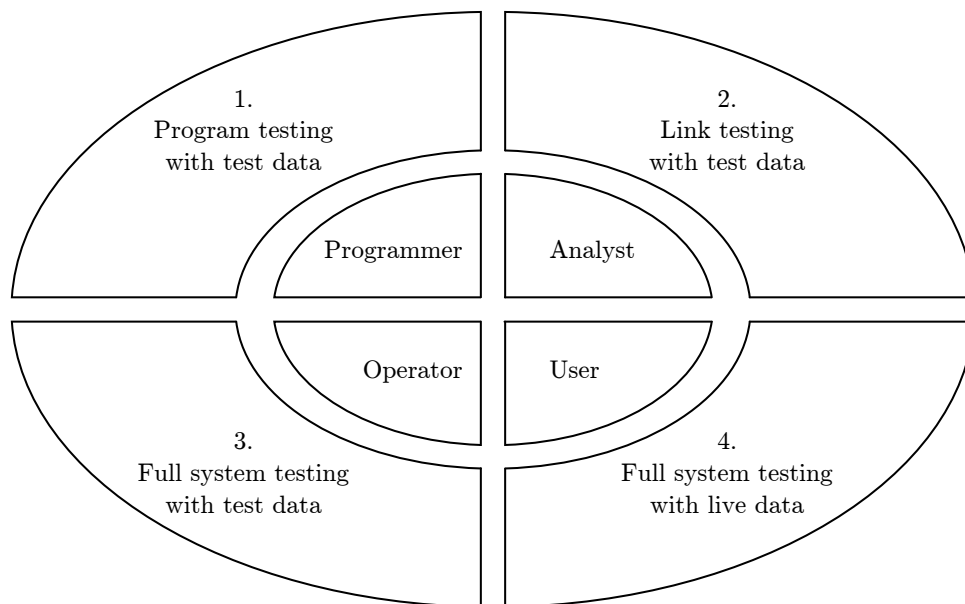 1.
Program testing
with test data
2.
Link testing
with test data
Programmer
Analyst
Operator
User
3.
Full system testing
with test data
4.
Full system testing
with live data